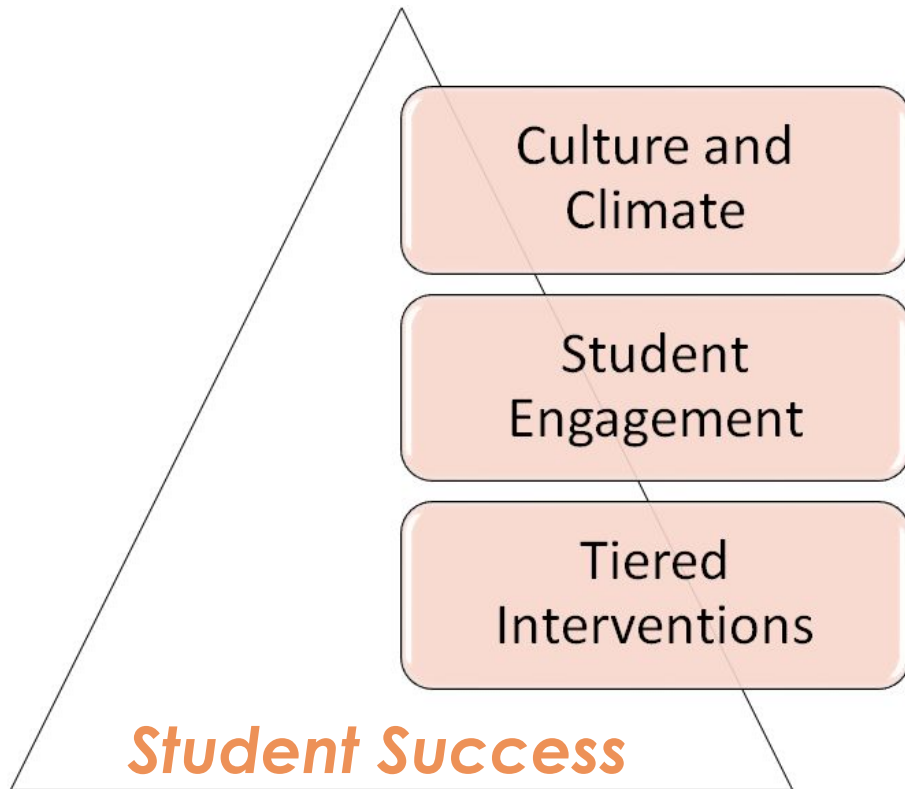 Culture and
Climate
Student
Engagement
Tiered
Interventions
Student Success